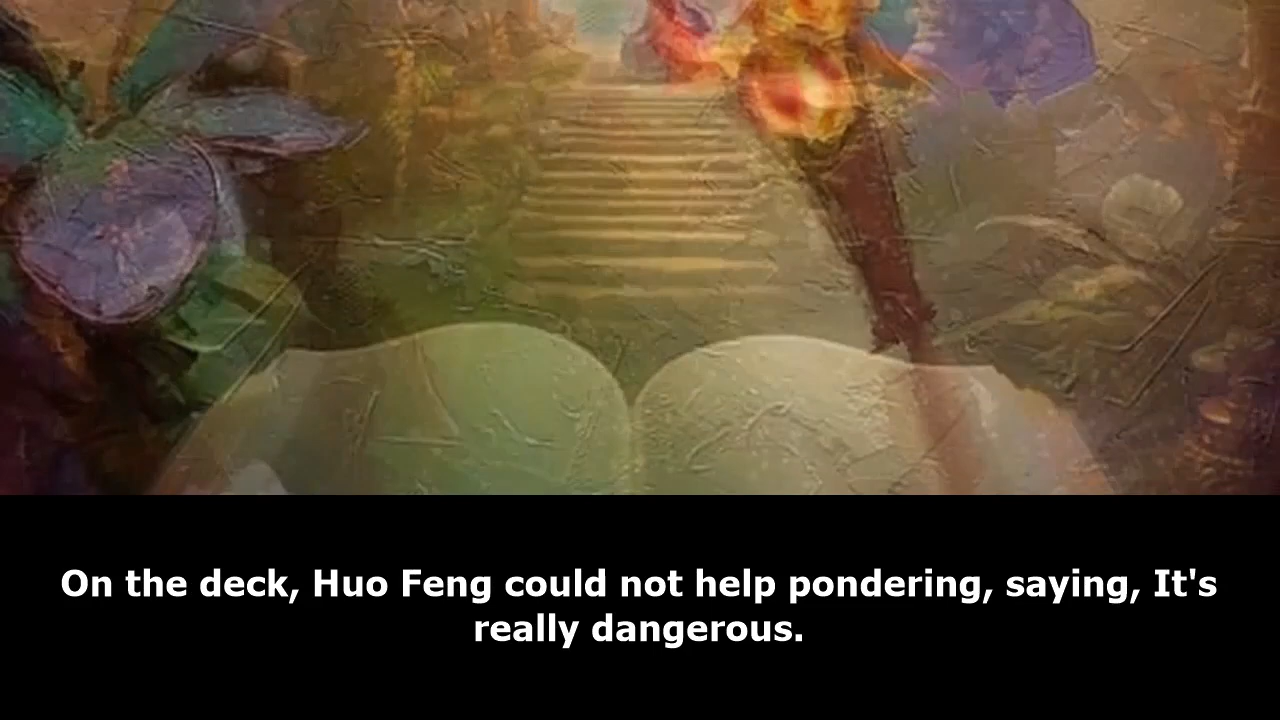 On the deck, Huo Feng could not help pondering, saying, It's
really dangerous.